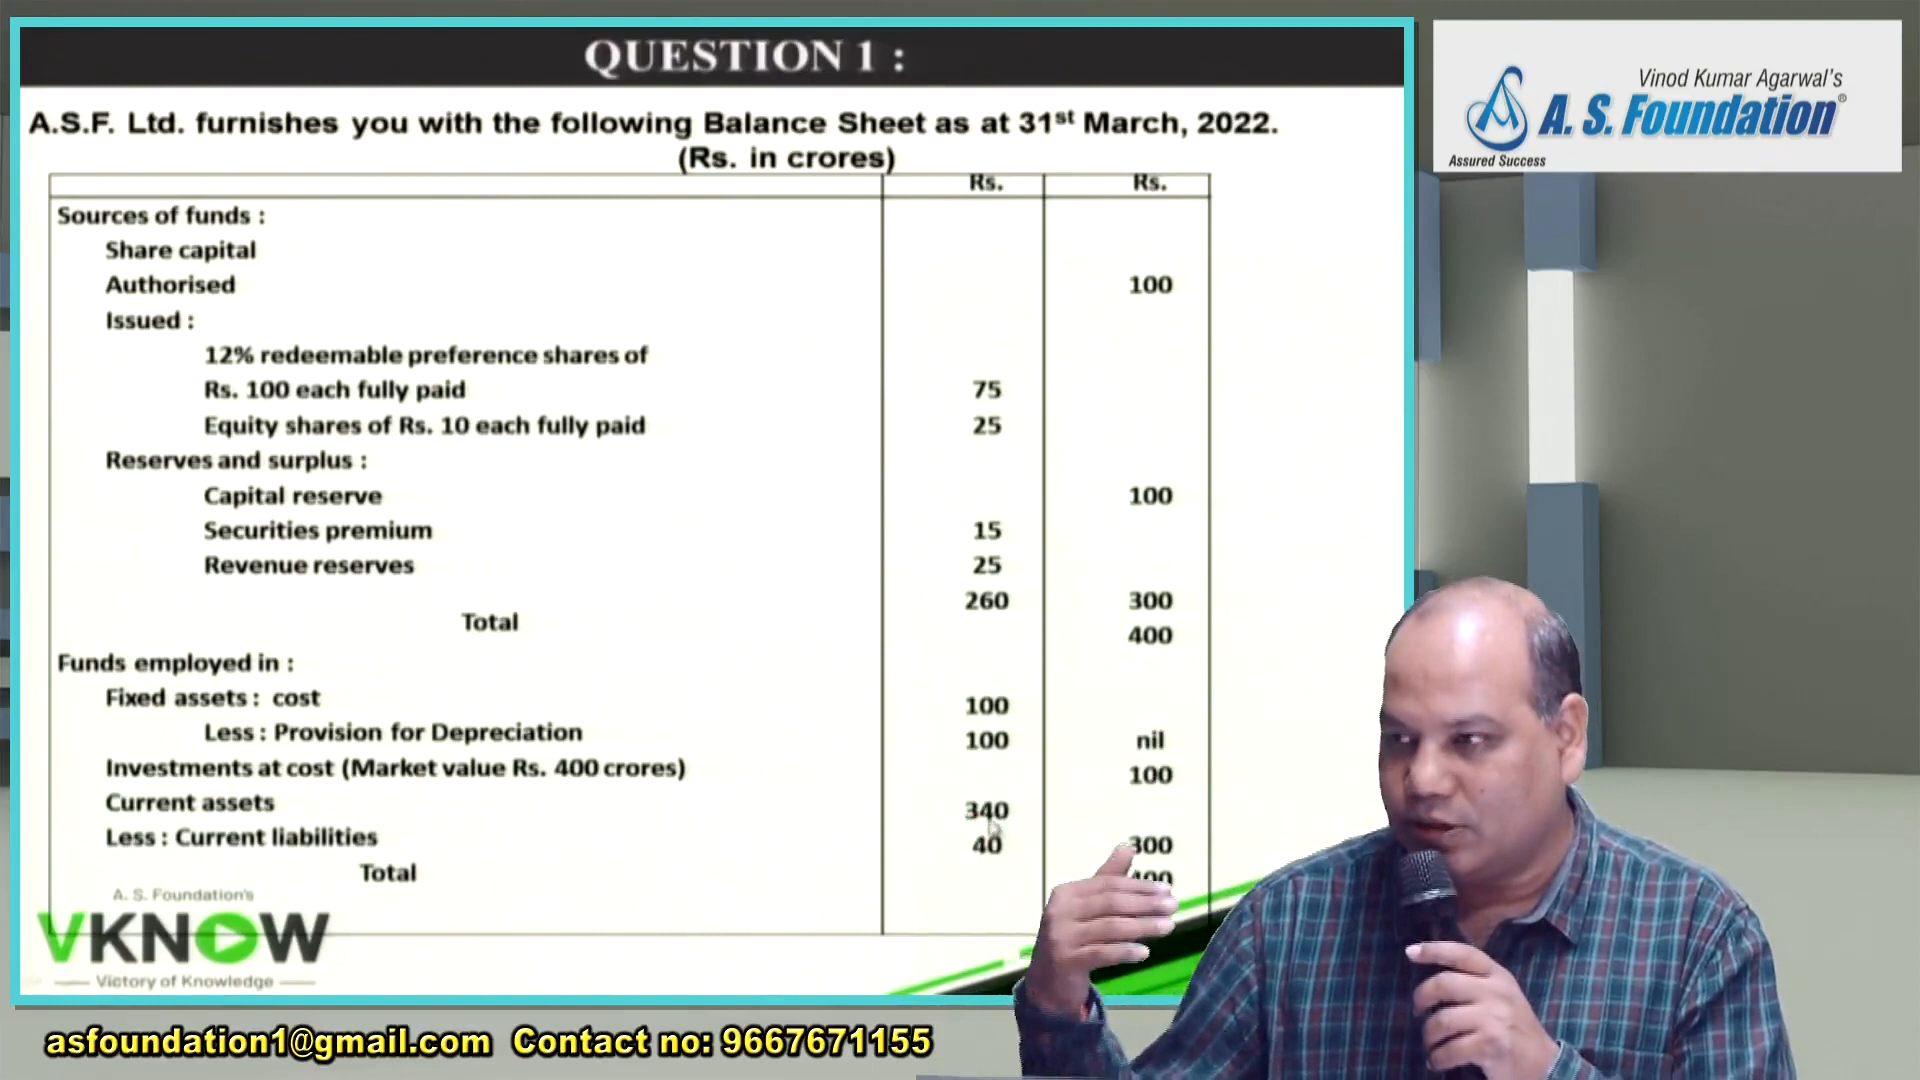 QUESTION 1 :
Vinod Kumar Agarwal's
A. S. Foundation®
Assured Success
A.S.F. Ltd. furnishes you with the following Balance Sheet as at 31st March, 2022.
(Rs. in crores)
Rs. Rs.
Sources of funds :
Share capital
Authorised 100
Issued :
12% redeemable preference shares of
Rs. 100 each fully paid 75
Equity shares of Rs. 10 each fully paid 25
Reserves and surplus :
Capital reserve 100
Securities premium 15
Revenue reserves 25
260 300
Total 400
Funds employed in :
Fixed assets : cost 100
Less : Provision for Depreciation 100 nil
Investments at cost (Market value Rs. 400 crores) 100
Current assets 340
Less : Current liabilities 40 300
Total 400
A. S. Foundation's
VKNOW
Victory of Knowledge
asfoundation1@gmail.com Contact no: 9667671155